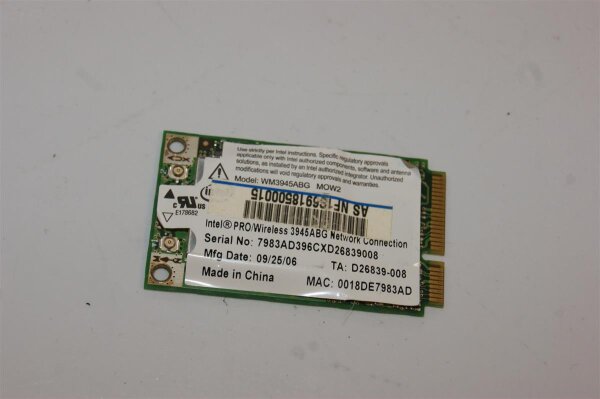 Use strictly per Intel instructions. Specific regulatory approvals
applicable only with Intel authorized components, software and antenna
solutions, as installed by an Intel authorized integrator. Unauthorized
modifications will void regulatory approvals and warranties.
Model: WM3945ABG MOW2
c RU us
E178682
Intel® PRO/Wireless 3945ABG Network Connection
Serial No: 7983AD396CXD26839008
Mfg Date: 09/25/06 TA: D26839-008
Made in China MAC: 0018DE7983AD